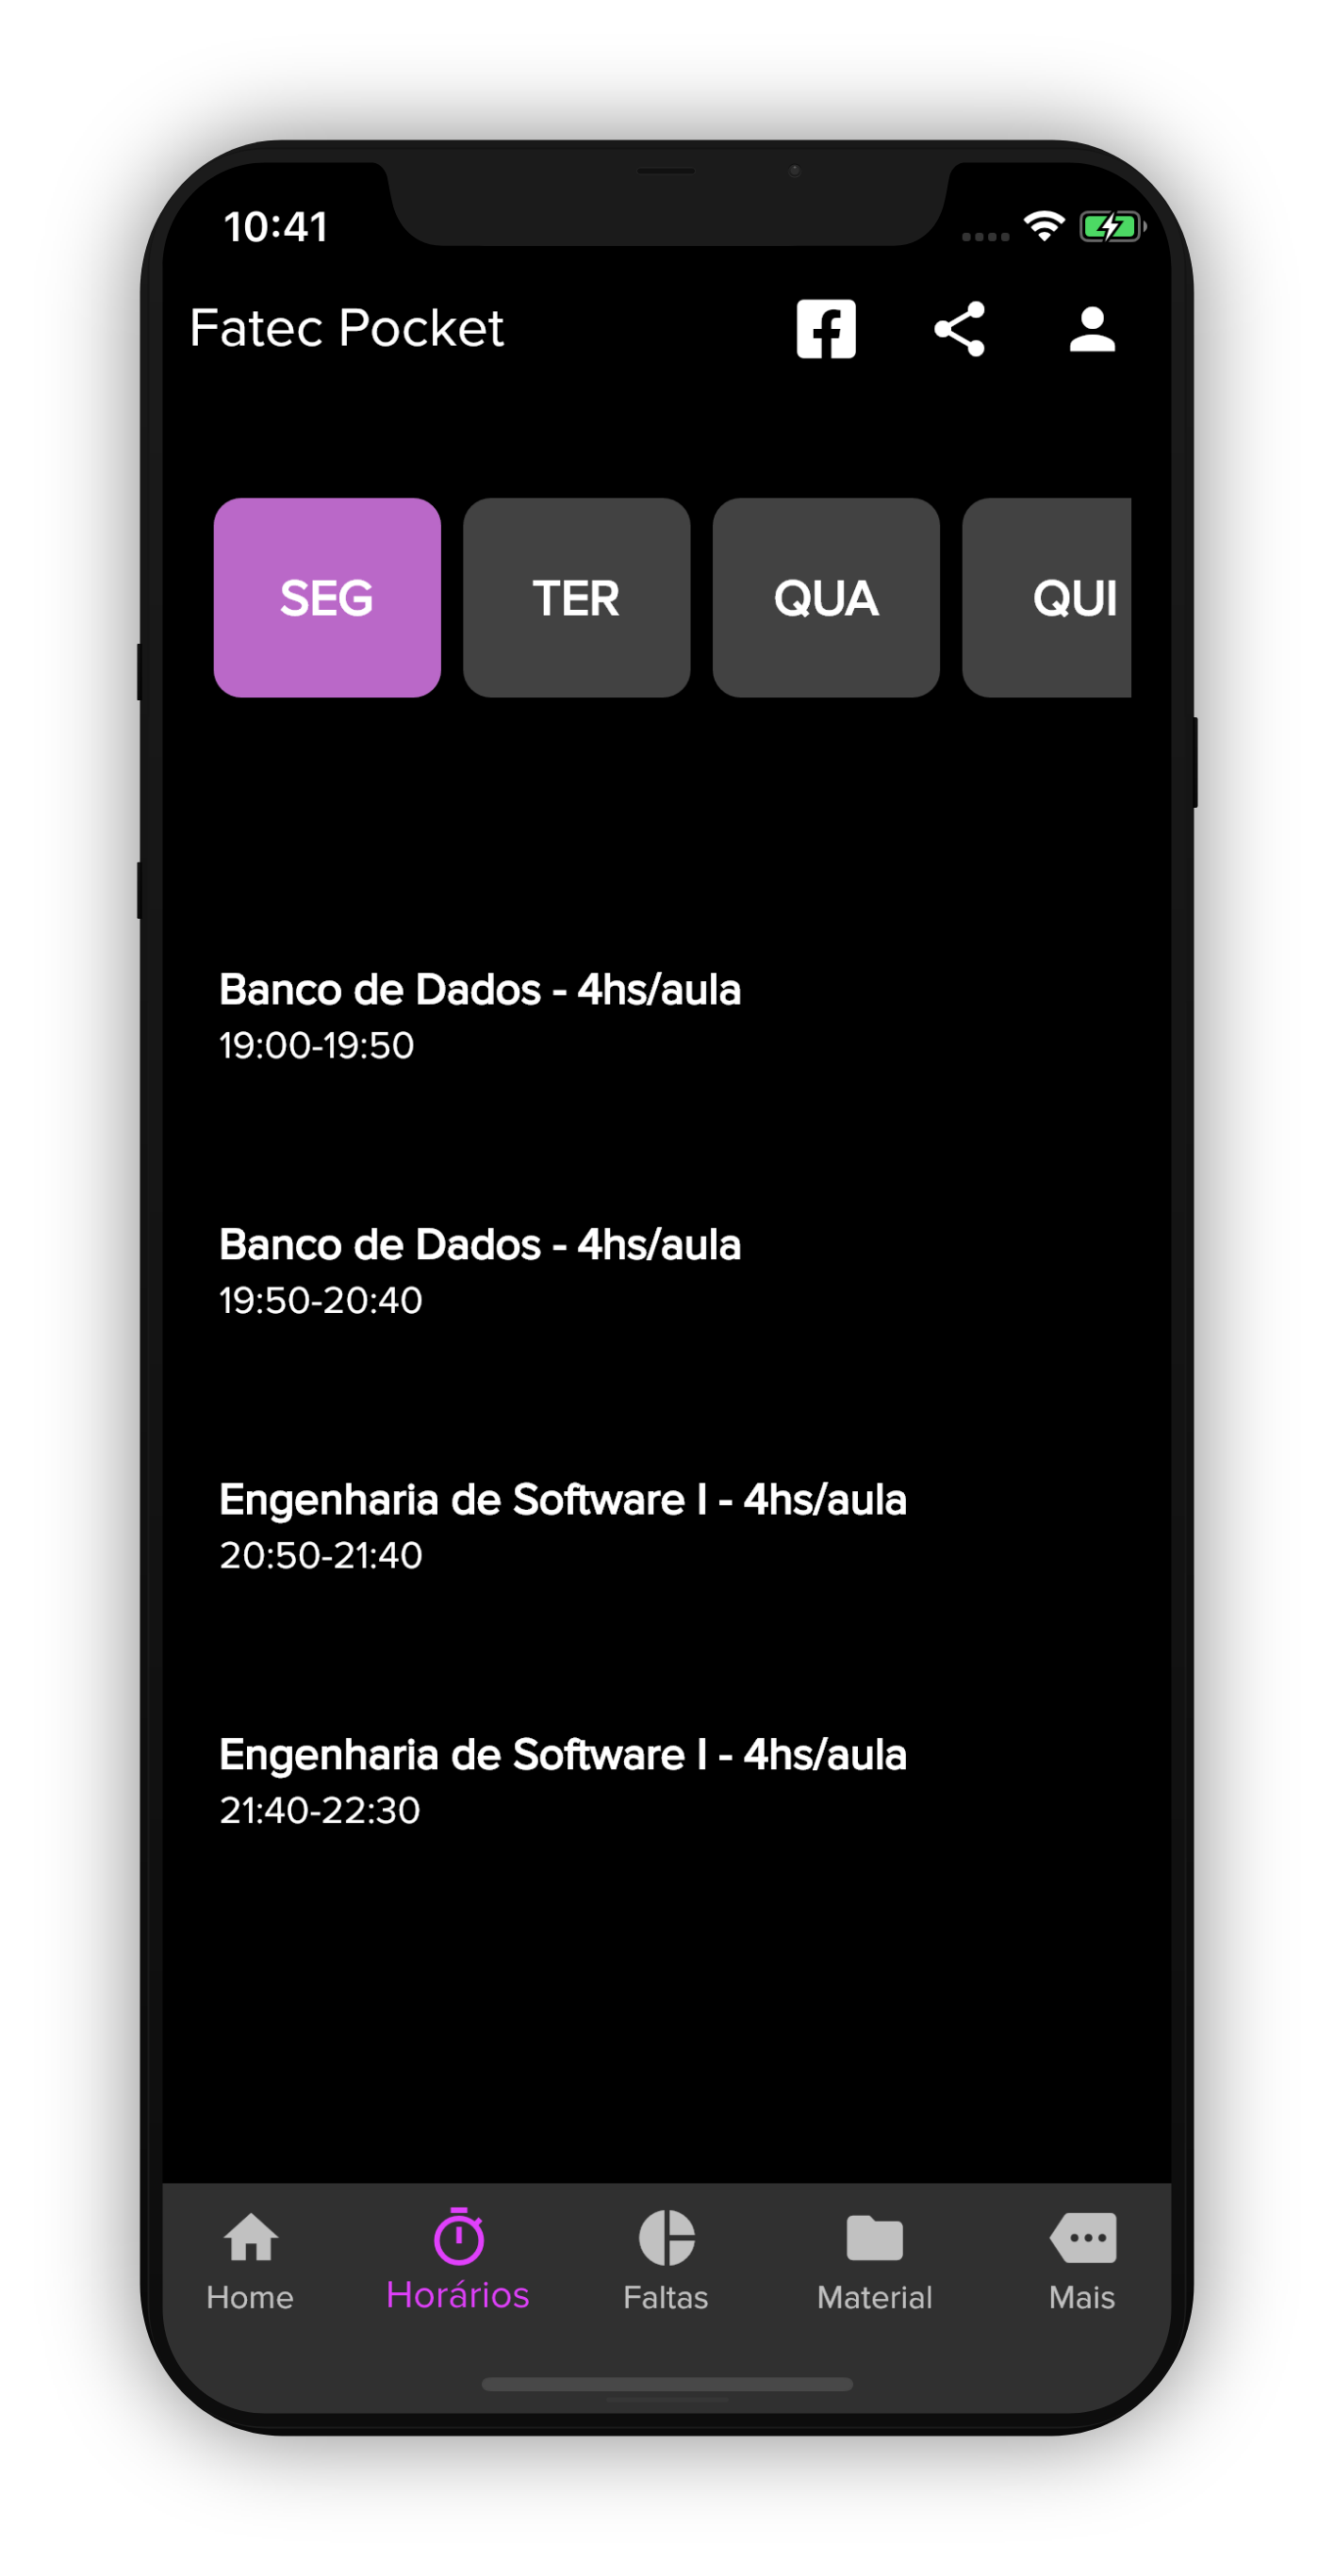 10:41
Fatec Pocket
SEG TER QUA QUI
Banco de Dados - 4hs/aula
19:00-19:50
Banco de Dados - 4hs/aula
19:50-20:40
Engenharia de Software I - 4hs/aula
20:50-21:40
Engenharia de Software I - 4hs/aula
21:40-22:30
Home Horários Faltas Material Mais